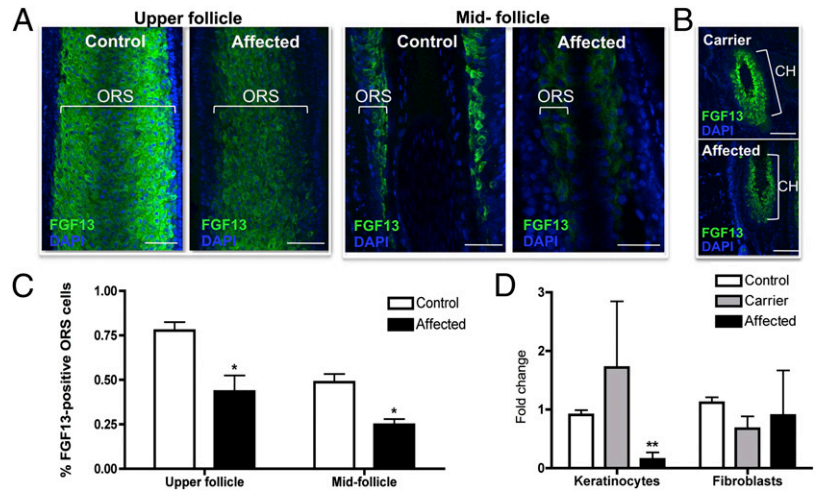 A
Upper follicle
Mid- follicle
Control
Affected
Control
Affected
ORS
ORS
ORS
ORS
FGF13
DAPI
FGF13
DAPI
FGF13
DAPI
FGF13
DAPI
B
Carrier
CH
FGF13
DAPI
Affected
CH
FGF13
DAPI
C
% FGF13-positive ORS cells
1.00
0.75
0.50
0.25
0.00
Control
Affected
*
*
Upper follicle
Mid-follicle
D
Fold change
3
2
1
0
Control
Carrier
Affected
**
Keratinocytes
Fibroblasts